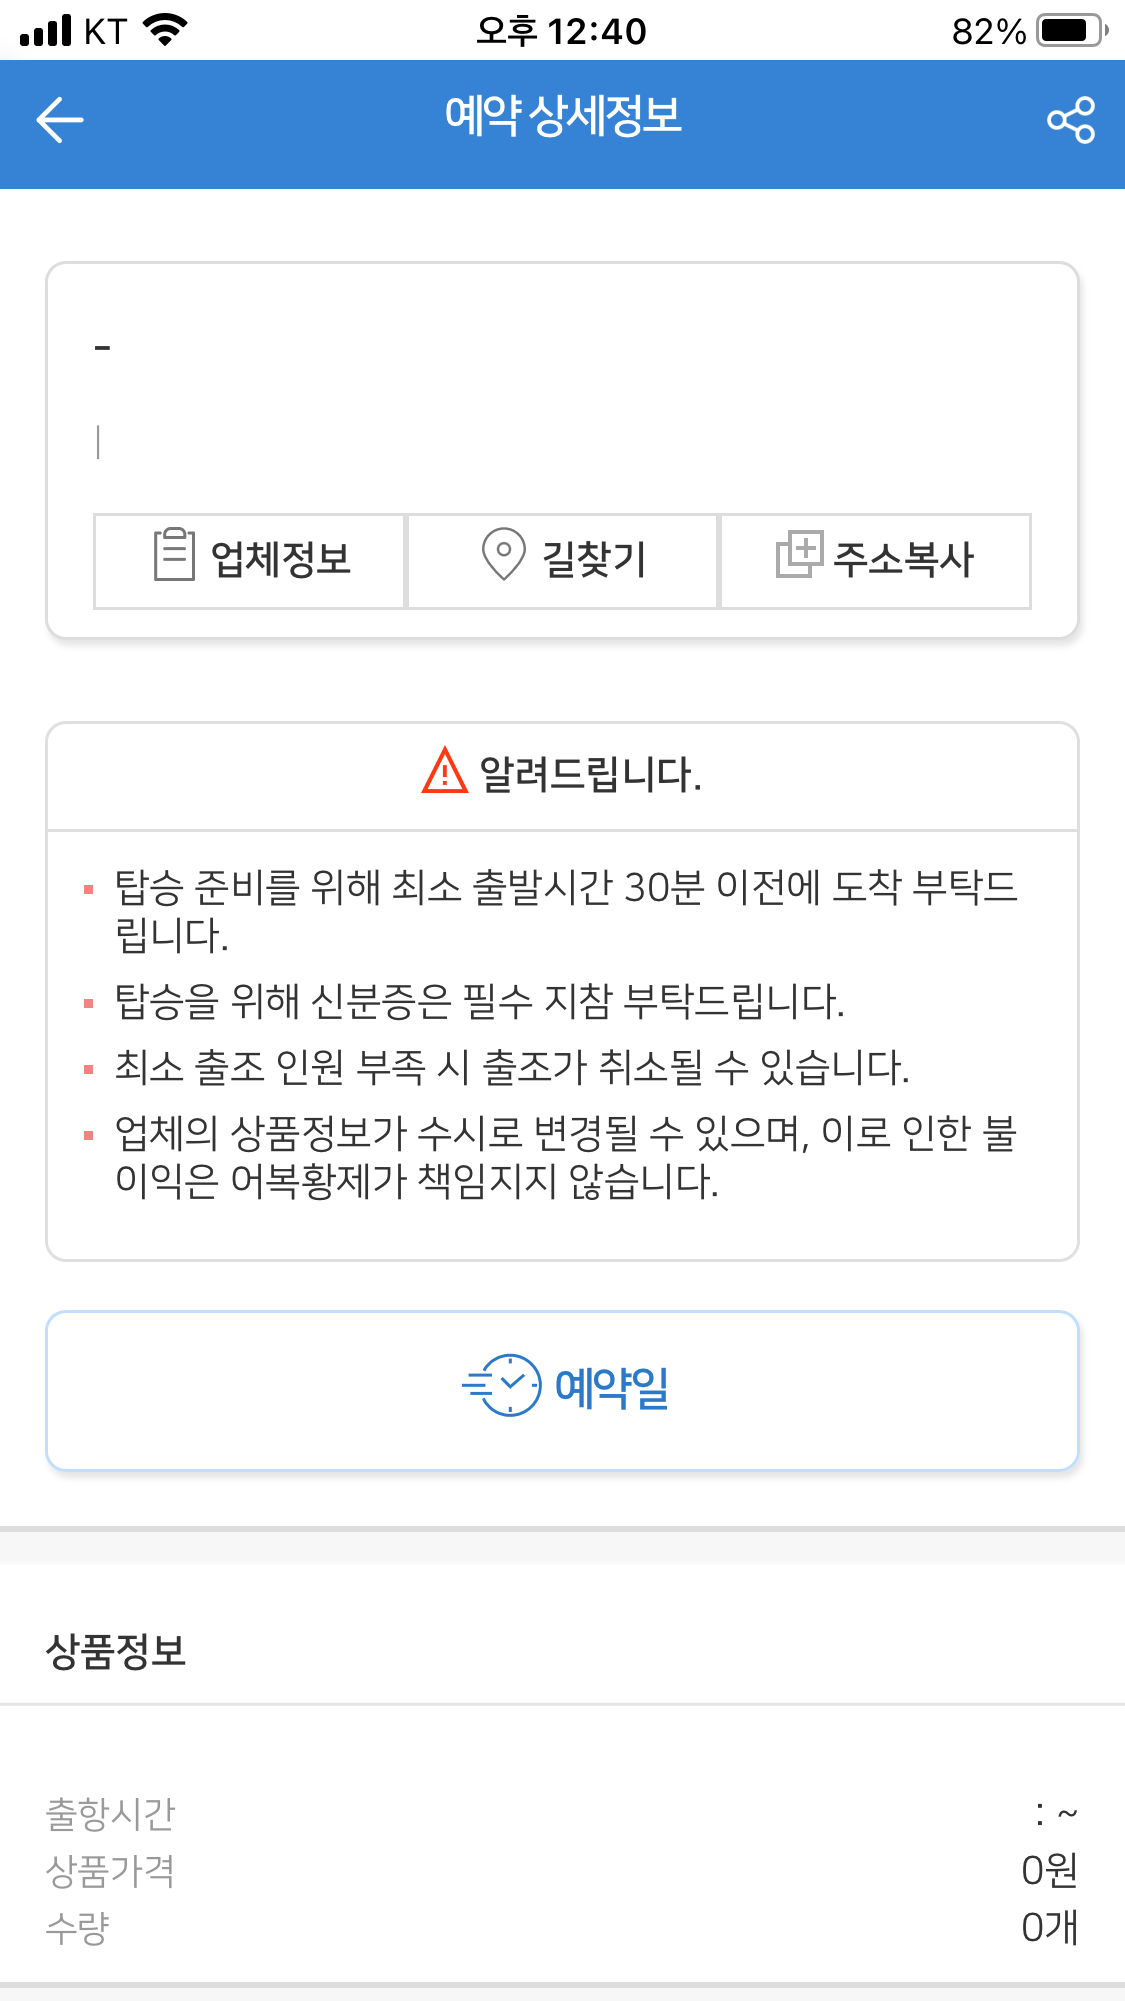 KT 오후 12:40 82%
예약 상세정보
-
|
업체정보 길찾기 주소복사
알려드립니다.
탑승 준비를 위해 최소 출발시간 30분 이전에 도착 부탁드
립니다.
탑승을 위해 신분증은 필수 지참 부탁드립니다.
최소 출조 인원 부족 시 출조가 취소될 수 있습니다.
업체의 상품정보가 수시로 변경될 수 있으며, 이로 인한 불
이익은 어복황제가 책임지지 않습니다.
예약일
상품정보
출항시간 : ~
상품가격 0원
수량 0개